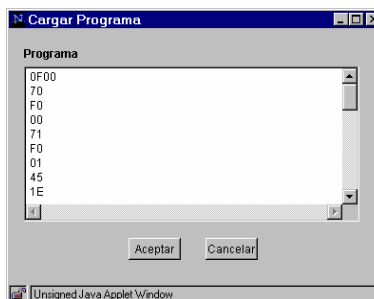 Cargar Programa
Programa
0F00
70
F0
00
71
F0
01
45
1E
Aceptar Cancelar
Unsigned Java Applet Window